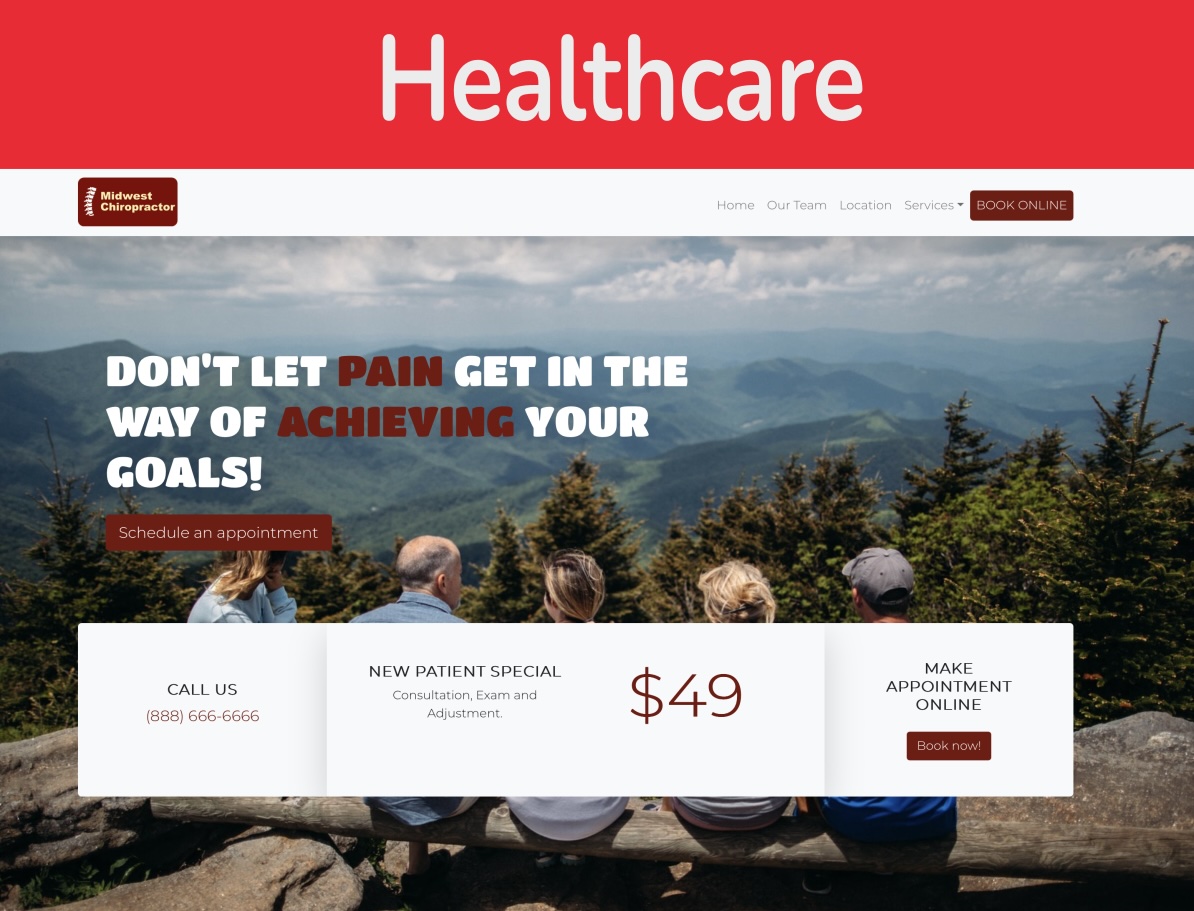 Healthcare
Midwest
Chiropractor
Home Our Team Location Services BOOK ONLINE
DON'T LET PAIN GET IN THE
WAY OF ACHIEVING YOUR
GOALS!
Schedule an appointment
CALL US
(888) 666-6666
NEW PATIENT SPECIAL
Consultation, Exam and
Adjustment.
$49
MAKE
APPOINTMENT
ONLINE
Book now!